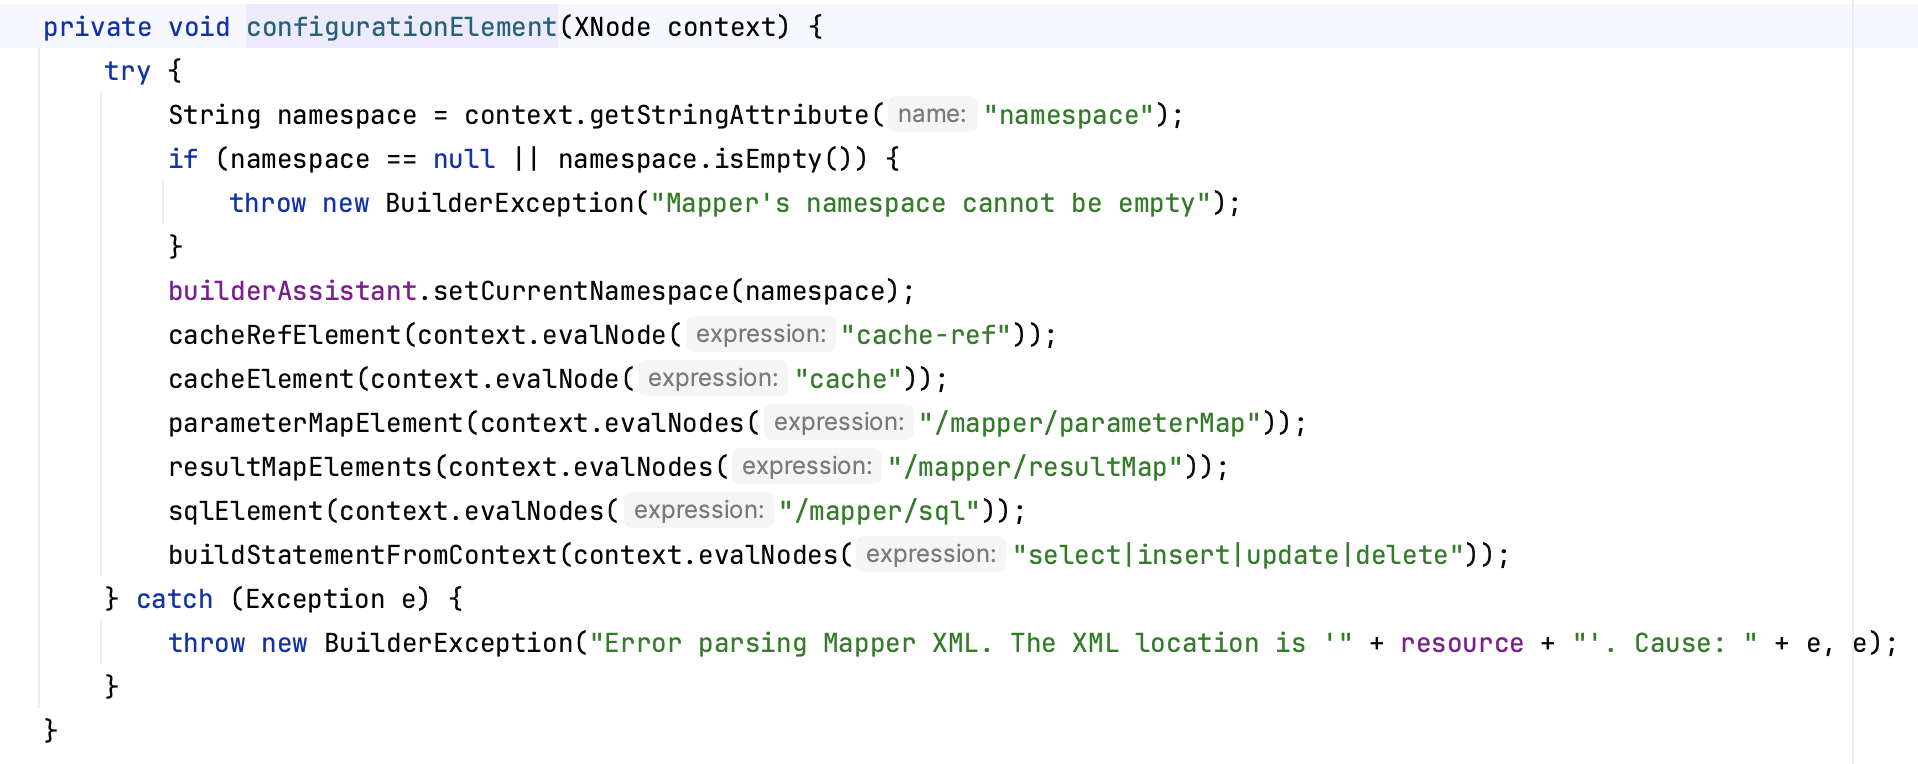 private void configurationElement(XNode context) {
try {
String namespace = context.getStringAttribute( name: "namespace");
if (namespace == null || namespace.isEmpty()) {
throw new BuilderException("Mapper's namespace cannot be empty");
}
builderAssistant.setCurrentNamespace(namespace);
cacheRefElement(context.evalNode( expression: "cache-ref"));
cacheElement(context.evalNode( expression: "cache"));
parameterMapElement(context.evalNodes( expression: "/mapper/parameterMap"));
resultMapElements(context.evalNodes( expression: "/mapper/resultMap"));
sqlElement(context.evalNodes( expression: "/mapper/sql"));
buildStatementFromContext(context.evalNodes( expression: "select|insert|update|delete"));
} catch (Exception e) {
throw new BuilderException("Error parsing Mapper XML. The XML location is '" + resource + "'. Cause: " + e, e);
}
}